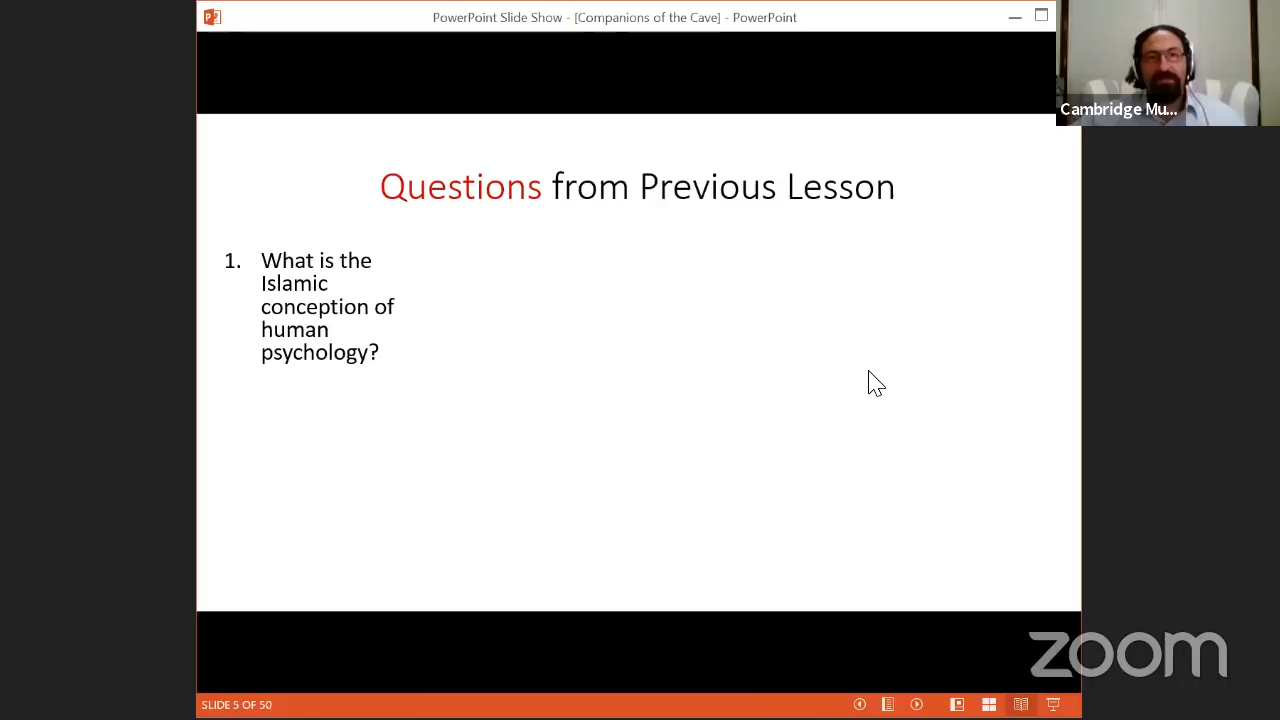 PowerPoint Slide Show - [Companions of the Cave] - PowerPoint
Cambridge Mu...
Questions from Previous Lesson
1. What is the
Islamic
conception of
human
psychology?
zoom
SLIDE 5 OF 50